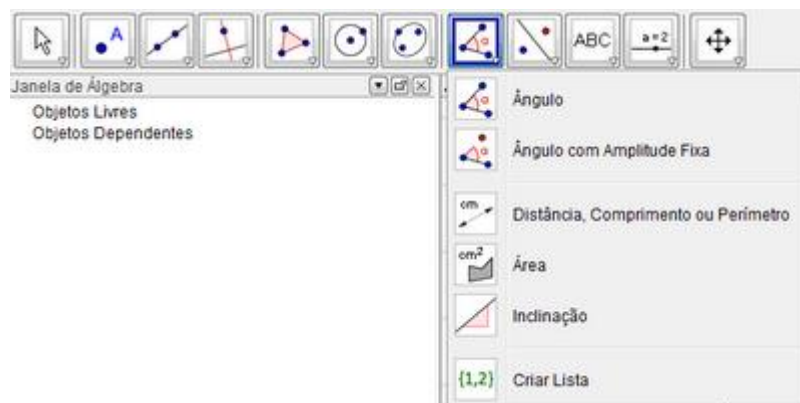 A
ABC
a=2
Janela de Álgebra
Objetos Livres
Objetos Dependentes
Ângulo
Ângulo com Amplitude Fixa
cm
Distância, Comprimento ou Perímetro
cm²
Área
Inclinação
{1,2}
Criar Lista